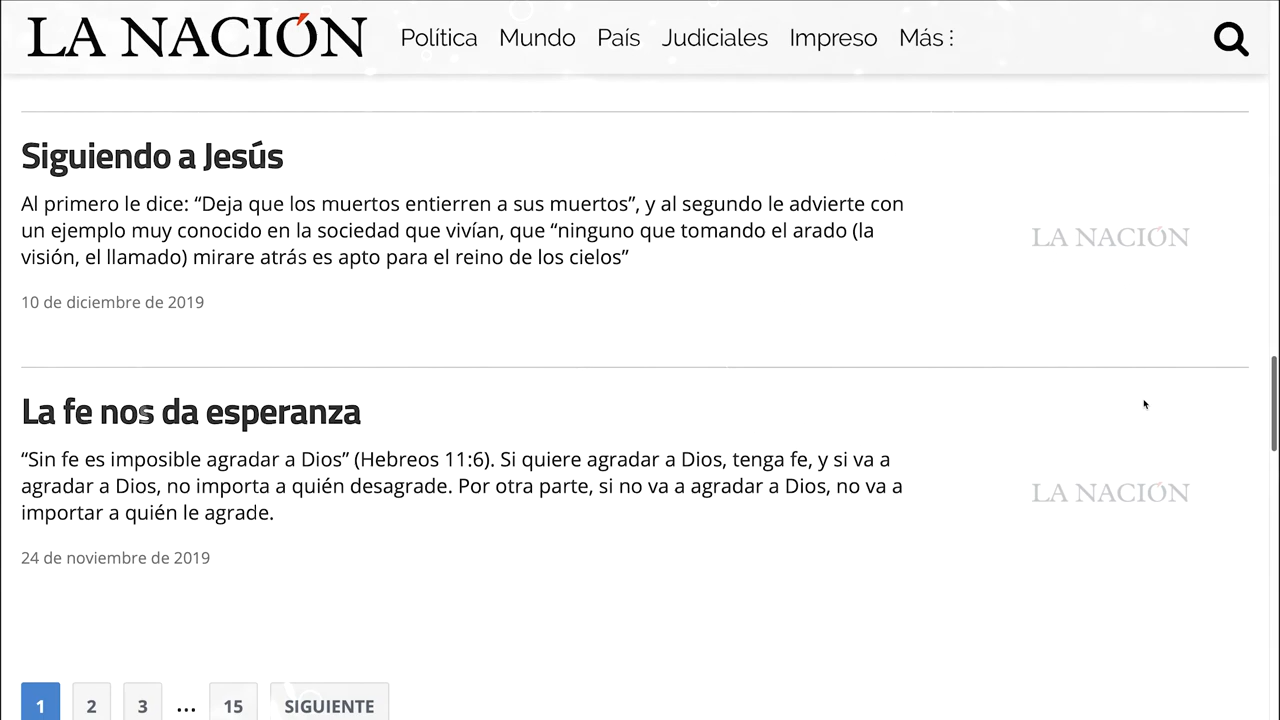 LA NACIÓN Política Mundo País Judiciales Impreso Más
Siguiendo a Jesús
Al primero le dice: “Deja que los muertos entierren a sus muertos”, y al segundo le advierte con
un ejemplo muy conocido en la sociedad que vivían, que “ninguno que tomando el arado (la
visión, el llamado) mirare atrás es apto para el reino de los cielos”
LA NACIÓN
10 de diciembre de 2019
La fe nos da esperanza
“Sin fe es imposible agradar a Dios” (Hebreos 11:6). Si quiere agradar a Dios, tenga fe, y si va a
agradar a Dios, no importa a quién desagrade. Por otra parte, si no va a agradar a Dios, no va a
importar a quién le agrade.
LA NACIÓN
24 de noviembre de 2019
1 2 3 ... 15 SIGUIENTE